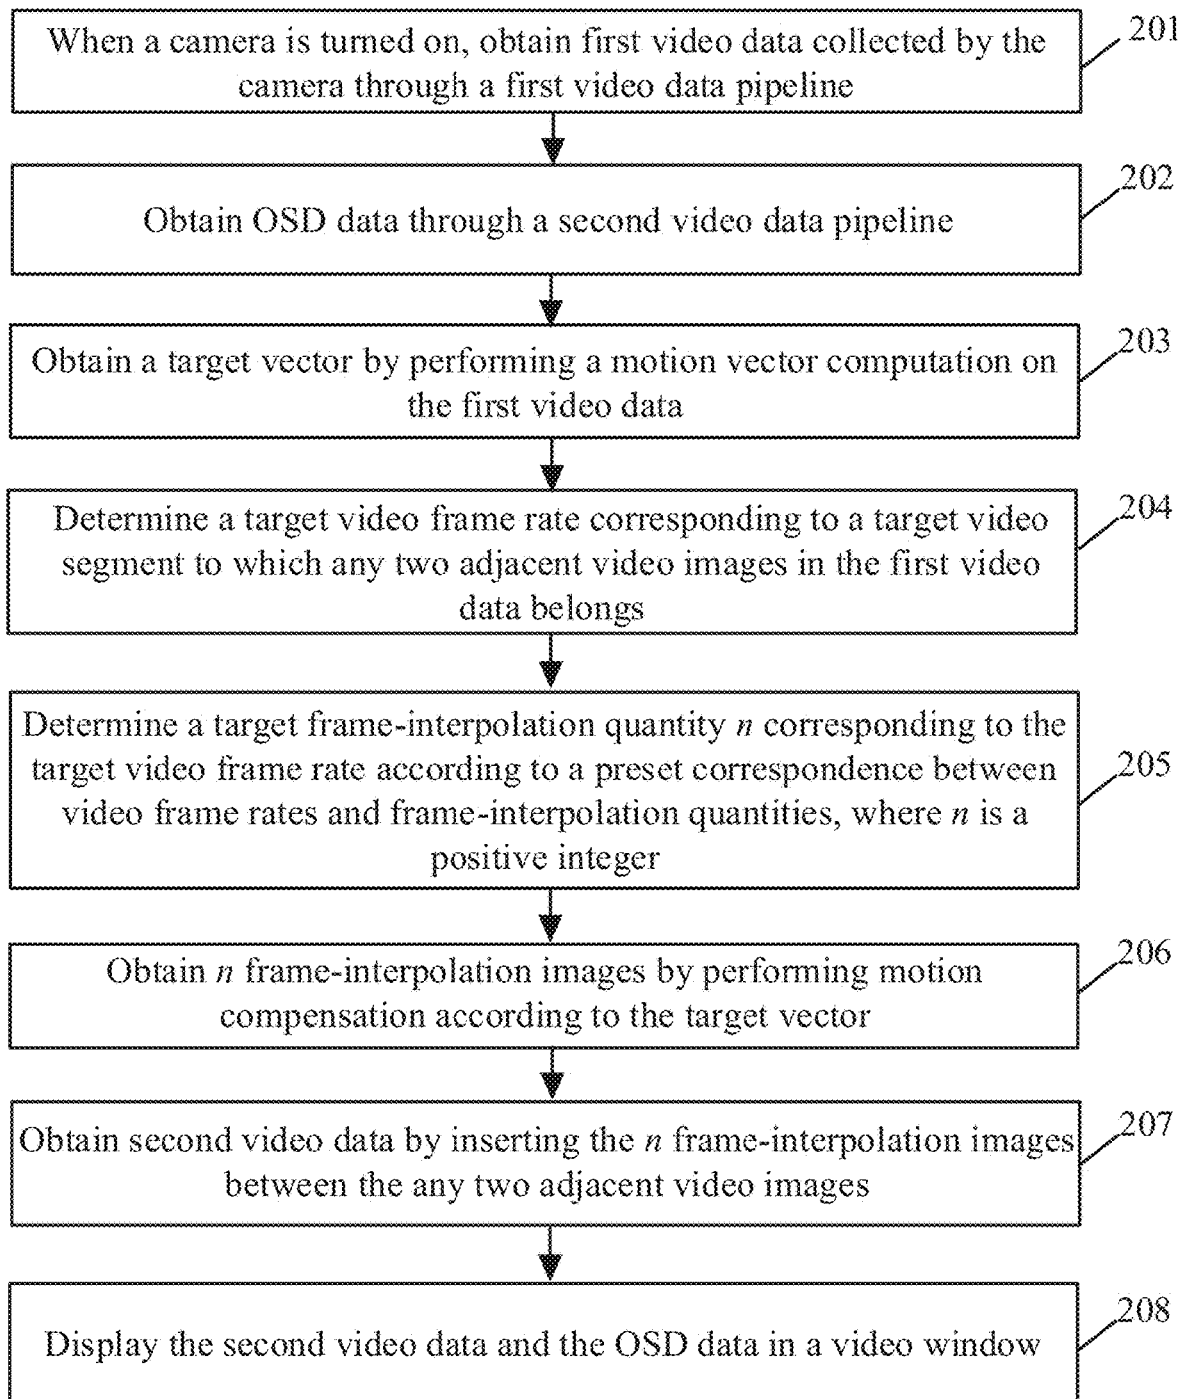 When a camera is turned on, obtain first video data collected by the
camera through a first video data pipeline
201
Obtain OSD data through a second video data pipeline
202
Obtain a target vector by performing a motion vector computation on
the first video data
203
Determine a target video frame rate corresponding to a target video
segment to which any two adjacent video images in the first video
data belongs
204
Determine a target frame-interpolation quantity n corresponding to the
target video frame rate according to a preset correspondence between
video frame rates and frame-interpolation quantities, where n is a
positive integer
205
Obtain n frame-interpolation images by performing motion
compensation according to the target vector
206
Obtain second video data by inserting the n frame-interpolation images
between the any two adjacent video images
207
Display the second video data and the OSD data in a video window
208